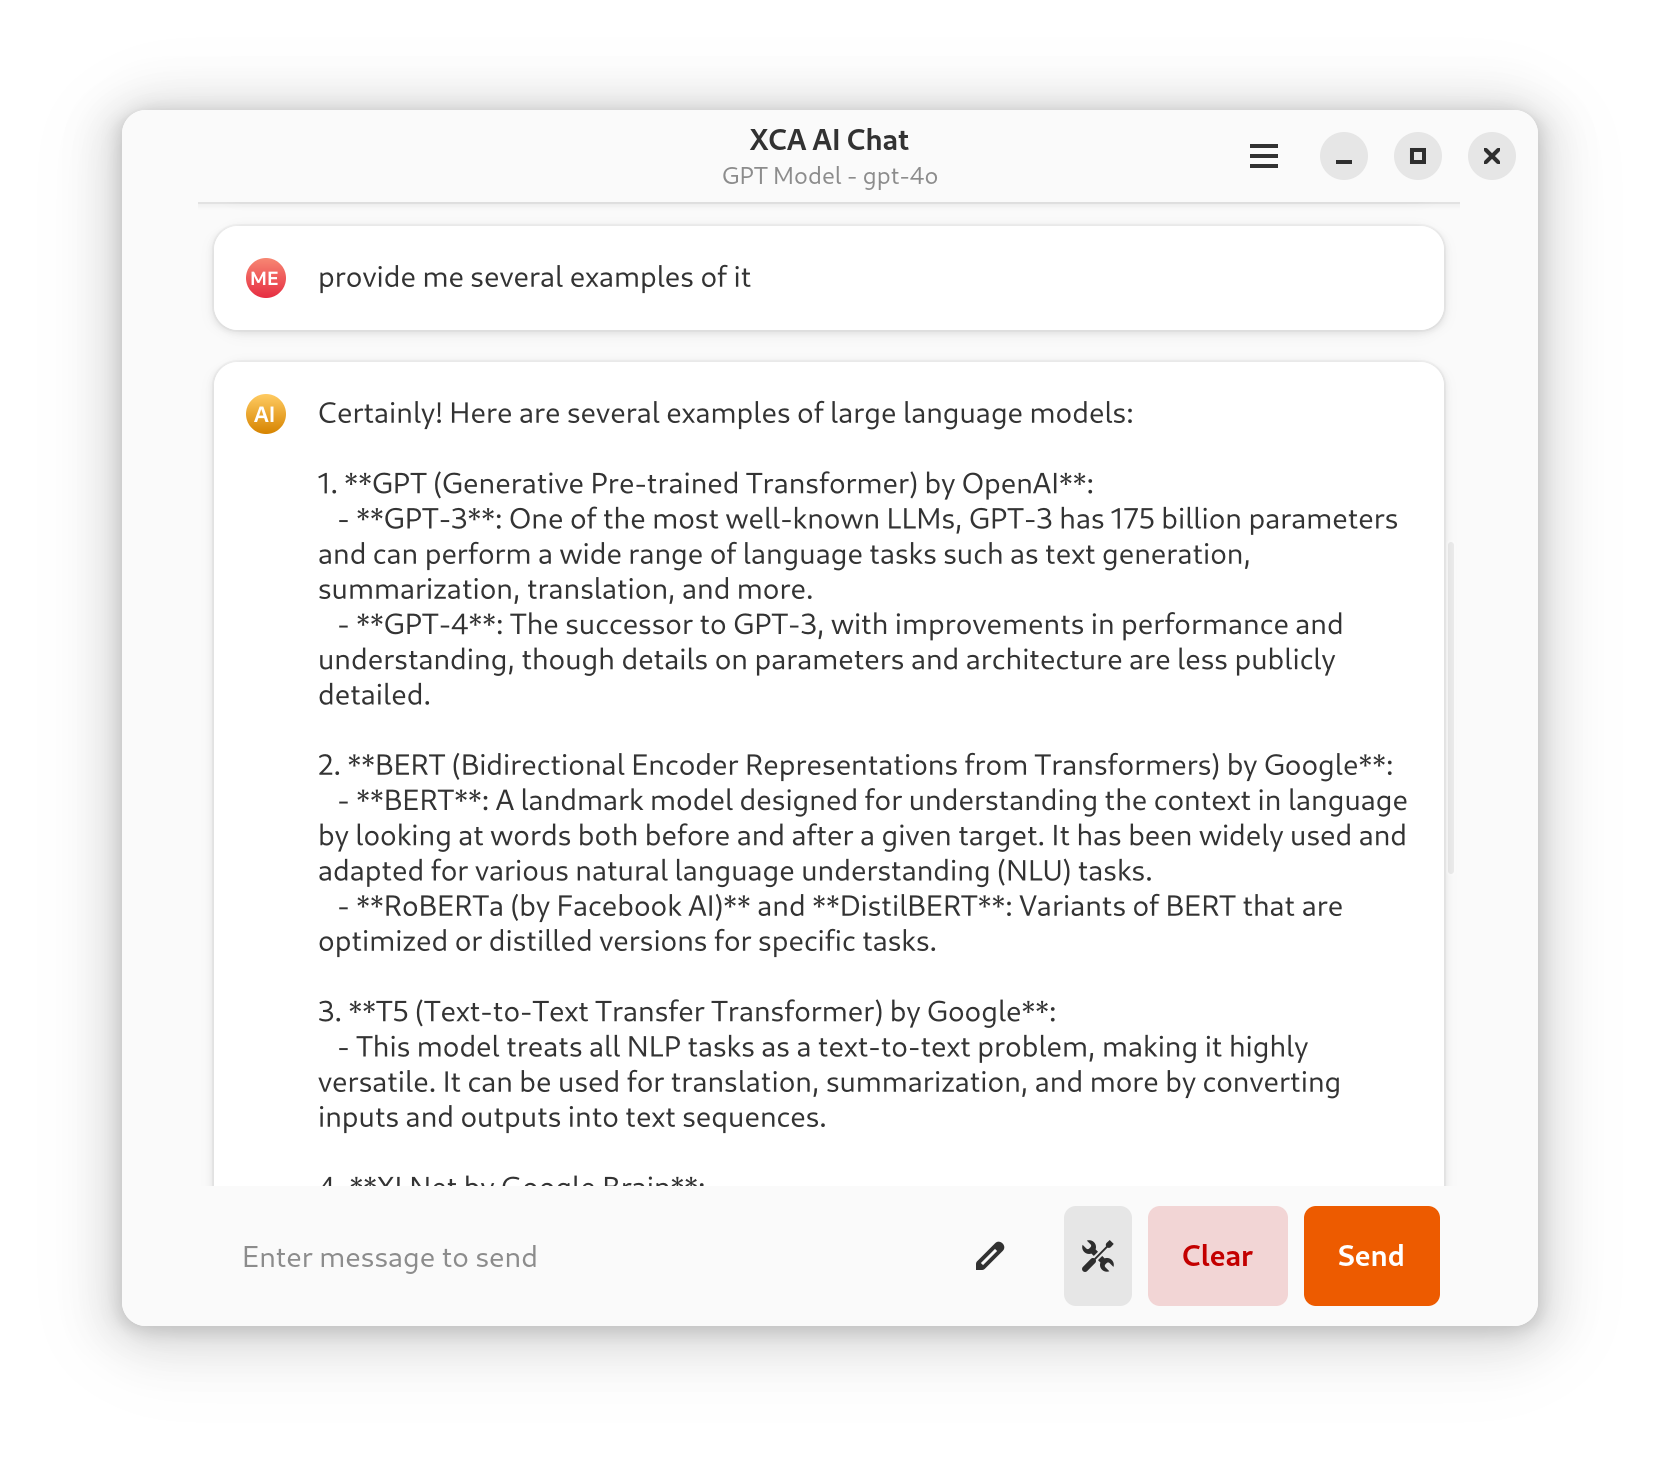 XCA AI Chat
GPT Model - gpt-4o
ME
provide me several examples of it
AI
Certainly! Here are several examples of large language models:
1. **GPT (Generative Pre-trained Transformer) by OpenAI**:
- **GPT-3**: One of the most well-known LLMs, GPT-3 has 175 billion parameters
and can perform a wide range of language tasks such as text generation,
summarization, translation, and more.
- **GPT-4**: The successor to GPT-3, with improvements in performance and
understanding, though details on parameters and architecture are less publicly
detailed.
2. **BERT (Bidirectional Encoder Representations from Transformers) by Google**:
- **BERT**: A landmark model designed for understanding the context in language
by looking at words both before and after a given target. It has been widely used and
adapted for various natural language understanding (NLU) tasks.
- **RoBERTa (by Facebook AI)** and **DistilBERT**: Variants of BERT that are
optimized or distilled versions for specific tasks.
3. **T5 (Text-to-Text Transfer Transformer) by Google**:
- This model treats all NLP tasks as a text-to-text problem, making it highly
versatile. It can be used for translation, summarization, and more by converting
inputs and outputs into text sequences.
4. **XLNet by Google Brain**:
Enter message to send
Clear
Send